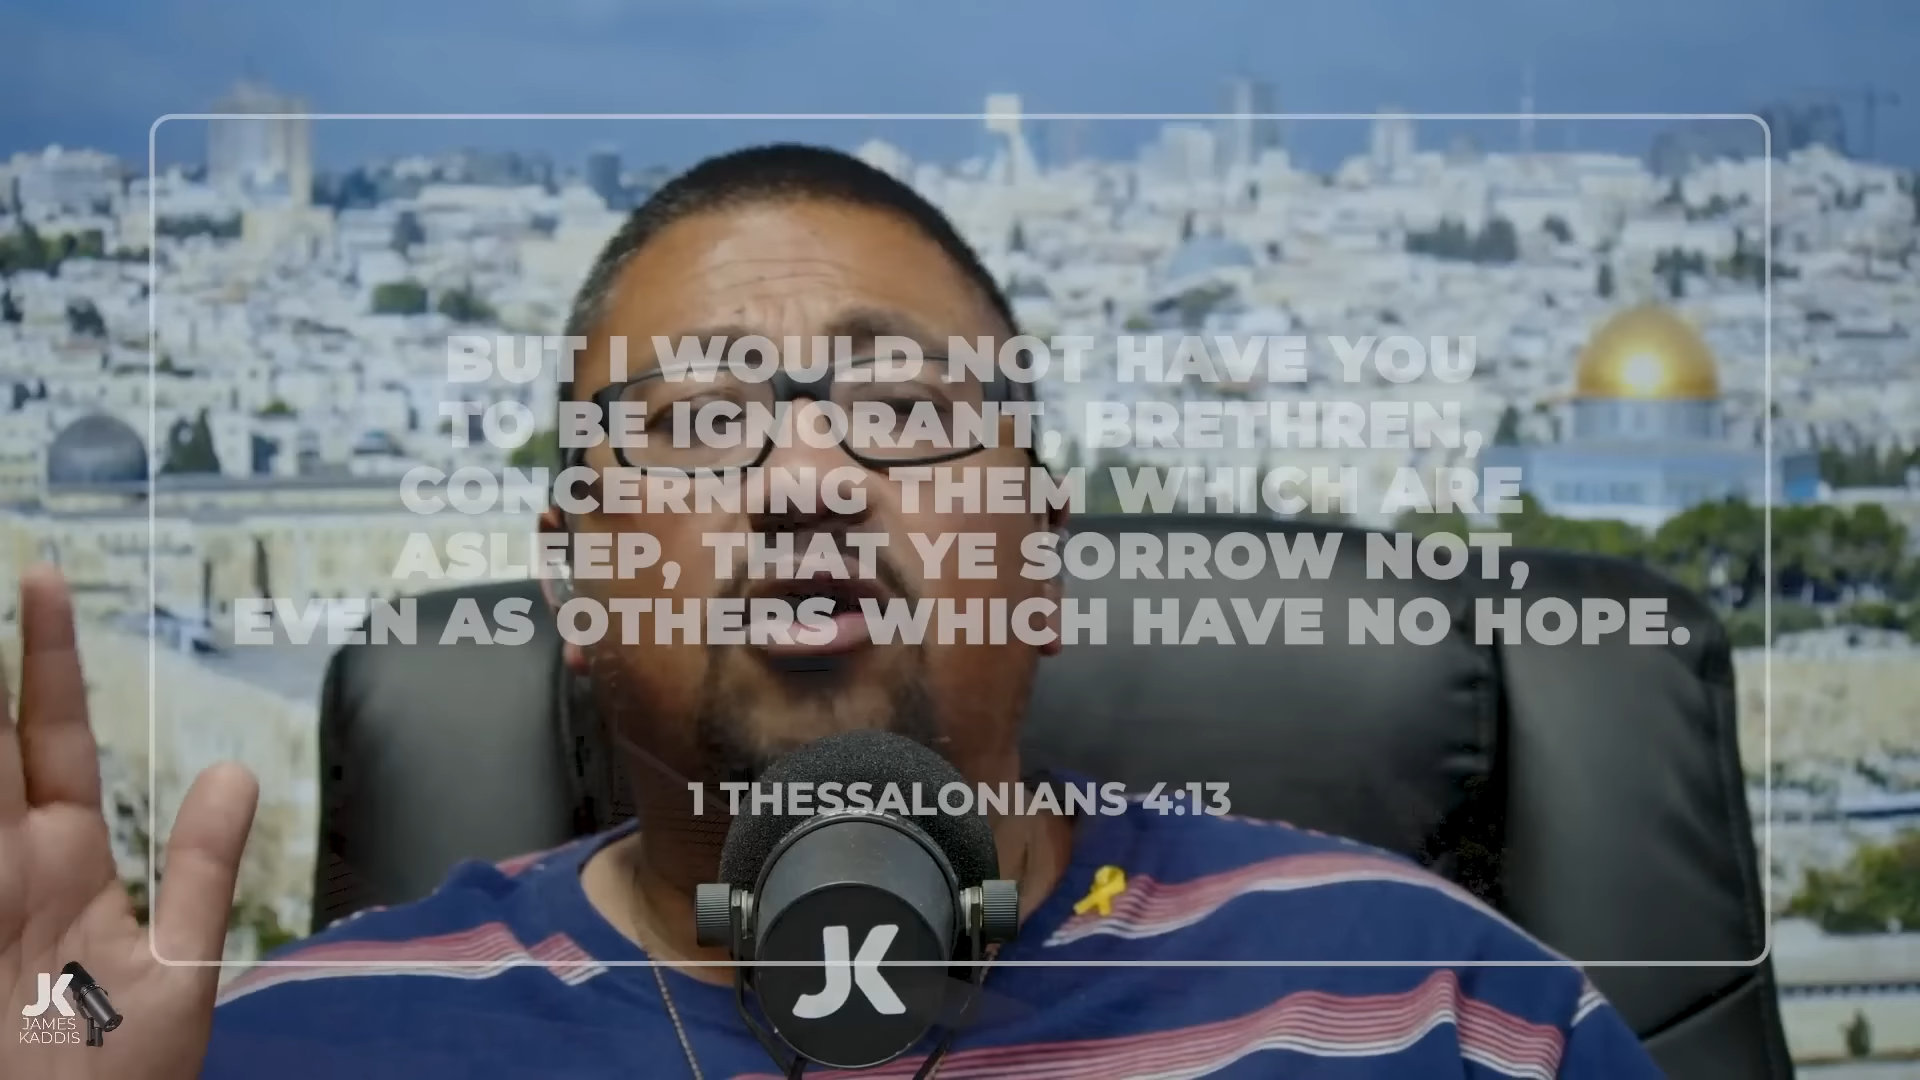 BUT I WOULD NOT HAVE YOU
TO BE IGNORANT, BRETHREN,
CONCERNING THEM WHICH ARE
ASLEEP, THAT YE SORROW NOT,
EVEN AS OTHERS WHICH HAVE NO HOPE.
1 THESSALONIANS 4:13
JK
JK
JAMES
KADDIS